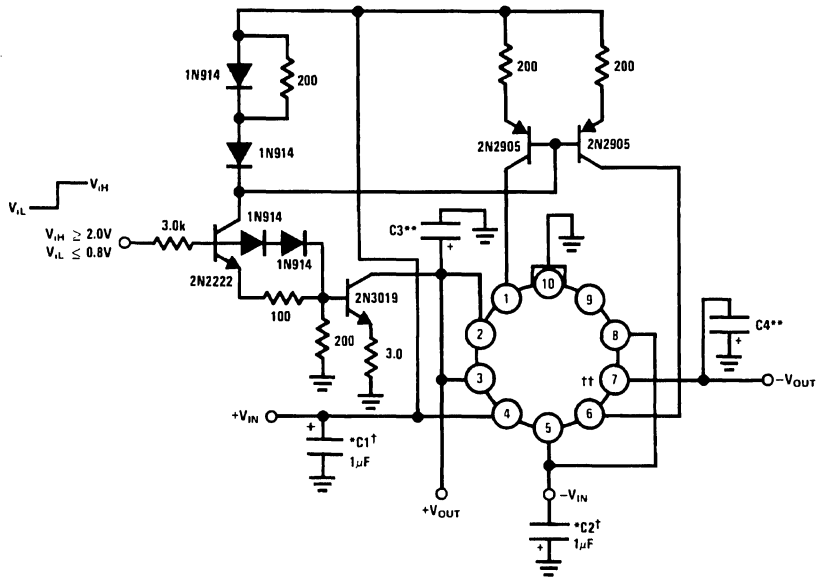 1N914
200
200
200
1N914
2N2905
2N2905
V_iH
V_iL
V_iH ≥ 2.0V
V_iL ≤ 0.8V
3.0k
1N914
1N914
C3**
+
2N2222
100
2N3019
200
3.0
10
1
9
2
8
3
††
7
4
6
5
C4**
+
−V_OUT
+V_IN
+
*C1†
1µF
+V_OUT
−V_IN
*C2†
1µF
+